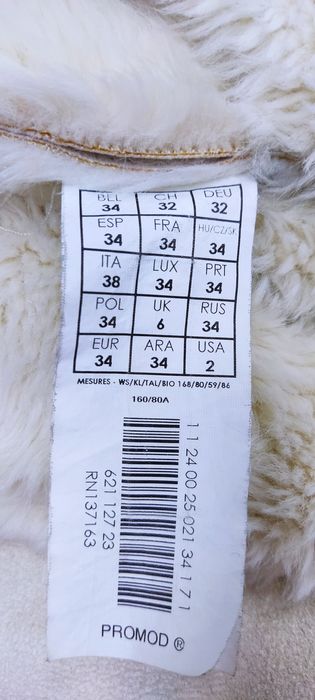 BEL CH DEU
34 32 32
ESP FRA HU/CZ/SK
34 34 34
ITA LUX PRT
38 34 34
POL UK RUS
34 6 34
EUR ARA USA
34 34 2
MESURES - WS/KL/TAL/BIO 168/80/59/86
160/80A
1 1 24 00 25 021 34 1 7 1
621 127 23
RN137163
PROMOD ®